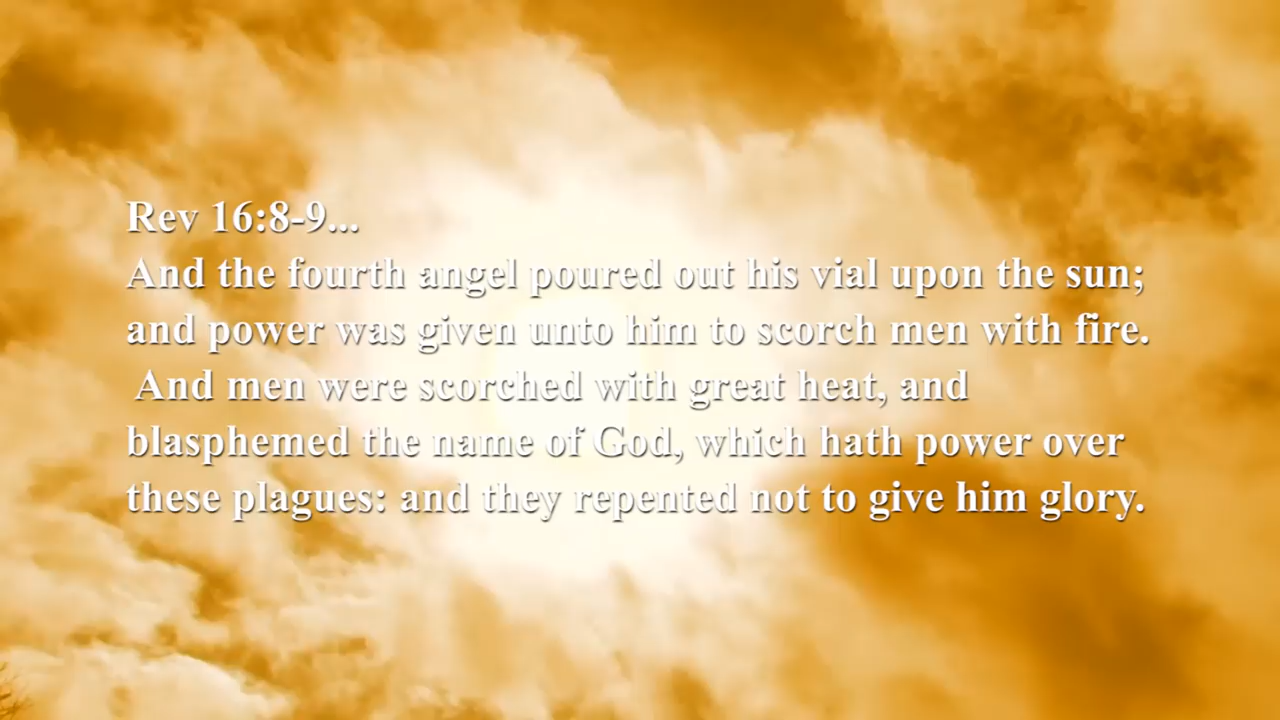 Rev 16:8-9...
And the fourth angel poured out his vial upon the sun;
and power was given unto him to scorch men with fire.
And men were scorched with great heat, and
blasphemed the name of God, which hath power over
these plagues: and they repented not to give him glory.